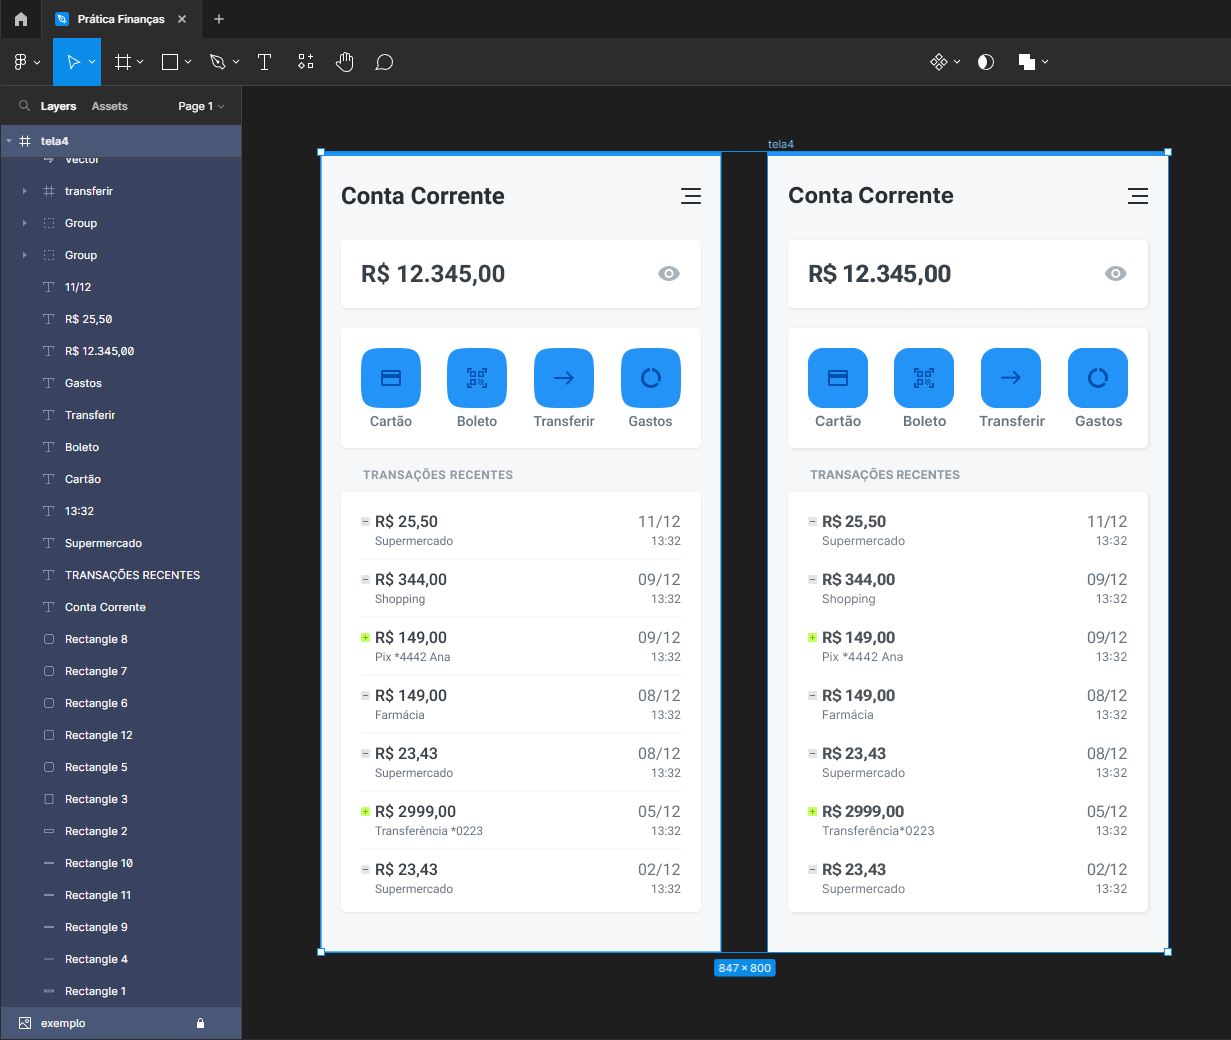 Prática Finanças
Layers
Assets
Page 1
tela4
Vector
transferir
Group
Group
11/12
R$ 25,50
R$ 12.345,00
Gastos
Transferir
Boleto
Cartão
13:32
Supermercado
TRANSAÇÕES RECENTES
Conta Corrente
Rectangle 8
Rectangle 7
Rectangle 6
Rectangle 12
Rectangle 5
Rectangle 3
Rectangle 2
Rectangle 10
Rectangle 11
Rectangle 9
Rectangle 4
Rectangle 1
exemplo
Conta Corrente
R$ 12.345,00
Cartão Boleto Transferir Gastos
TRANSAÇÕES RECENTES
R$ 25,50 11/12
Supermercado 13:32
R$ 344,00 09/12
Shopping 13:32
R$ 149,00 09/12
Pix *4442 Ana 13:32
R$ 149,00 08/12
Farmácia 13:32
R$ 23,43 08/12
Supermercado 13:32
R$ 2999,00 05/12
Transferência *0223 13:32
R$ 23,43 02/12
Supermercado 13:32
tela4
Conta Corrente
R$ 12.345,00
Cartão Boleto Transferir Gastos
TRANSAÇÕES RECENTES
R$ 25,50 11/12
Supermercado 13:32
R$ 344,00 09/12
Shopping 13:32
R$ 149,00 09/12
Pix *4442 Ana 13:32
R$ 149,00 08/12
Farmácia 13:32
R$ 23,43 08/12
Supermercado 13:32
R$ 2999,00 05/12
Transferência*0223 13:32
R$ 23,43 02/12
Supermercado 13:32
847 × 800